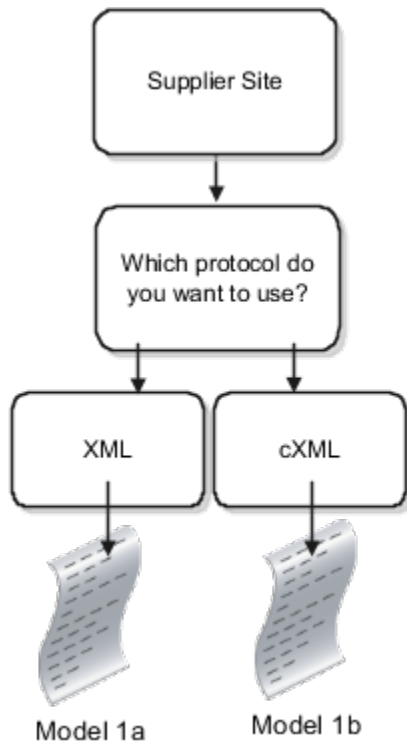 Supplier Site
Which protocol do
you want to use?
XML
cXML
Model 1a
Model 1b